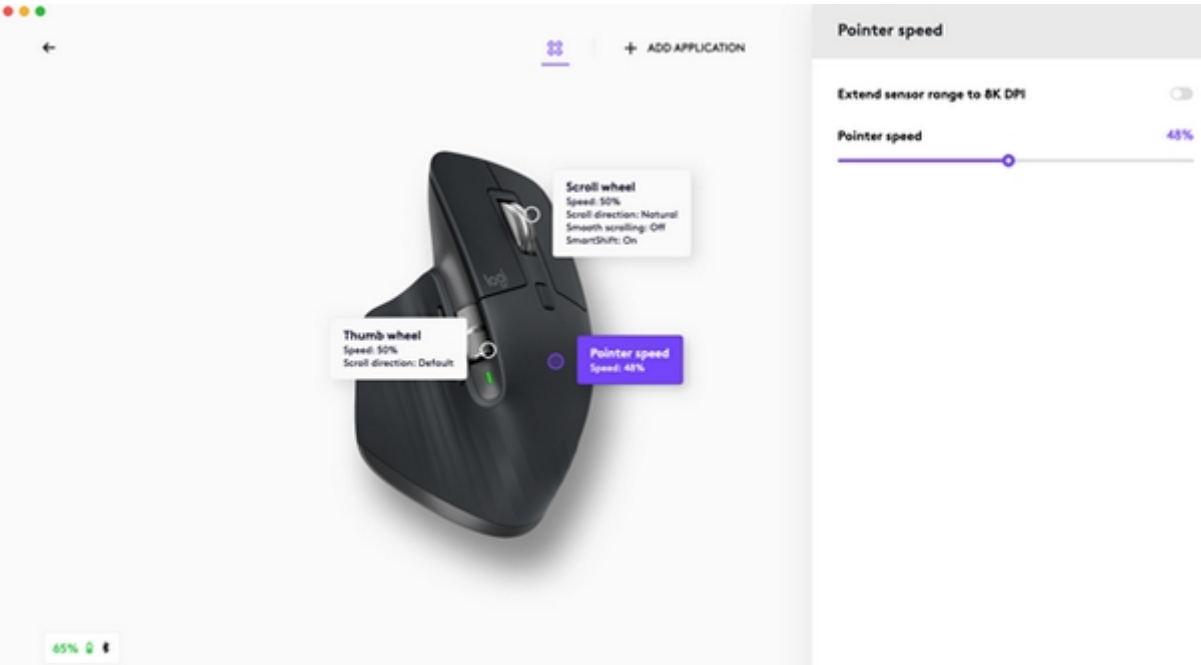 ADD APPLICATION
Scroll wheel
Speed: 50%
Scroll direction: Natural
Smooth scrolling: Off
SmartShift: On
logi
Thumb wheel
Speed: 50%
Scroll direction: Default
Pointer speed
Speed: 48%
65%
Pointer speed
Extend sensor range to 8K DPI
Pointer speed 48%